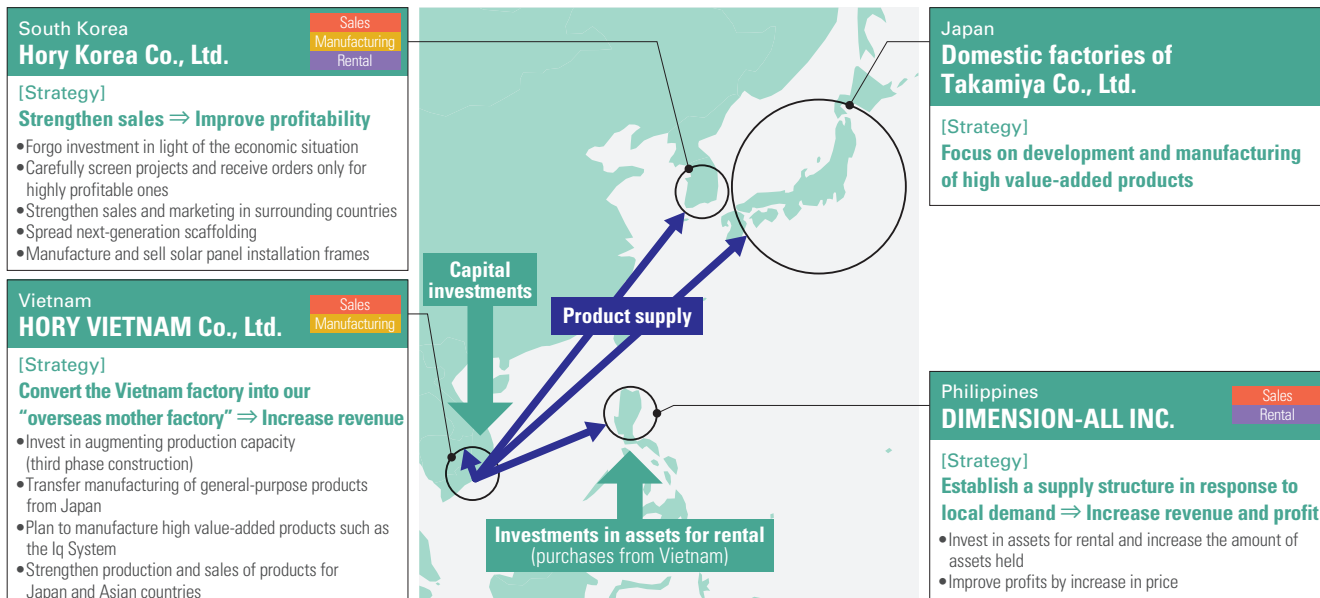 South Korea
Hory Korea Co., Ltd.
Sales
Manufacturing
Rental
[Strategy]
Strengthen sales ⇒ Improve profitability
•Forgo investment in light of the economic situation
•Carefully screen projects and receive orders only for
highly profitable ones
•Strengthen sales and marketing in surrounding countries
•Spread next-generation scaffolding
•Manufacture and sell solar panel installation frames
Vietnam
HORY VIETNAM Co., Ltd.
Sales
Manufacturing
[Strategy]
Convert the Vietnam factory into our
“overseas mother factory” ⇒ Increase revenue
•Invest in augmenting production capacity
(third phase construction)
•Transfer manufacturing of general-purpose products
from Japan
•Plan to manufacture high value-added products such as
the Iq System
•Strengthen production and sales of products for
Japan and Asian countries
Capital
investments
Product supply
Investments in assets for rental
(purchases from Vietnam)
Japan
Domestic factories of
Takamiya Co., Ltd.
[Strategy]
Focus on development and manufacturing
of high value-added products
Philippines
DIMENSION-ALL INC.
Sales
Rental
[Strategy]
Establish a supply structure in response to
local demand ⇒ Increase revenue and profit
•Invest in assets for rental and increase the amount of
assets held
•Improve profits by increase in price